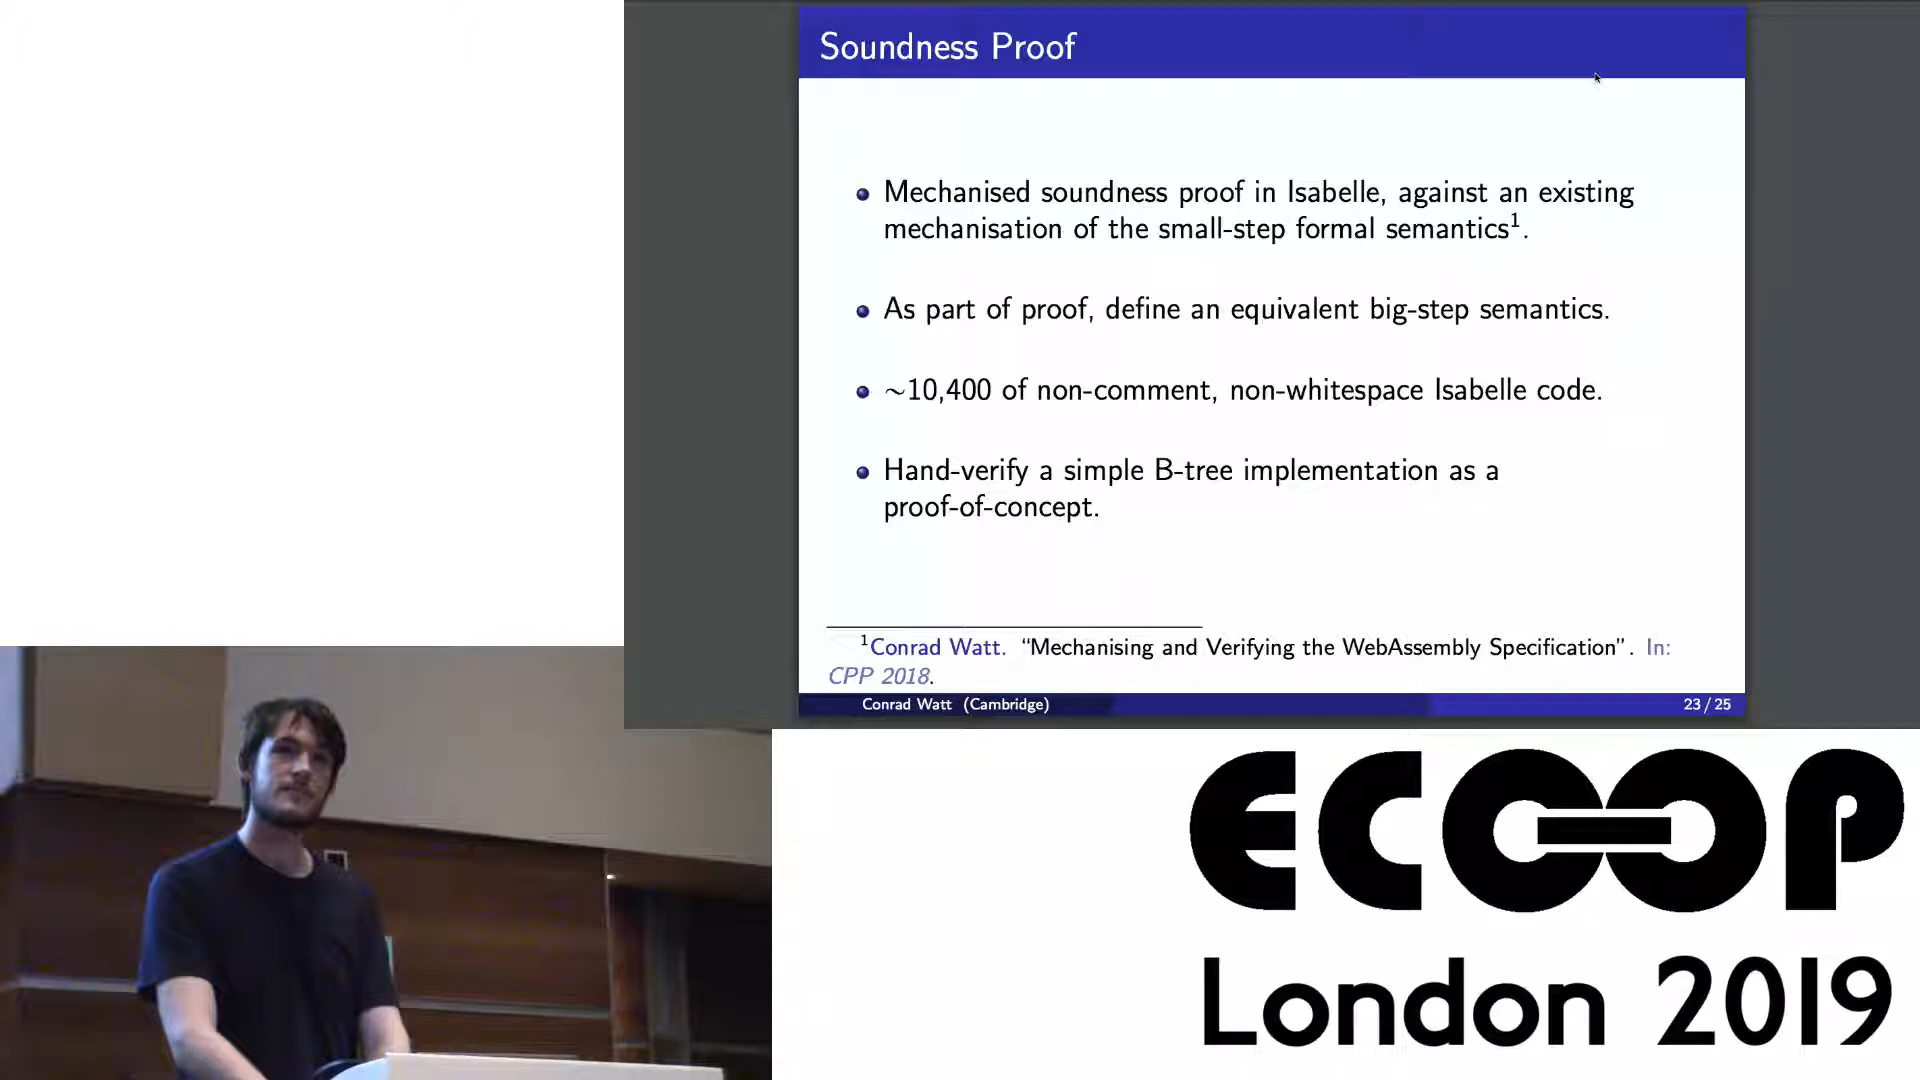 Soundness Proof
Mechanised soundness proof in Isabelle, against an existing
mechanisation of the small-step formal semantics¹.
As part of proof, define an equivalent big-step semantics.
∼10,400 of non-comment, non-whitespace Isabelle code.
Hand-verify a simple B-tree implementation as a
proof-of-concept.
¹Conrad Watt. “Mechanising and Verifying the WebAssembly Specification”. In:
CPP 2018.
Conrad Watt (Cambridge)
23 / 25
ECOOP
London 2019